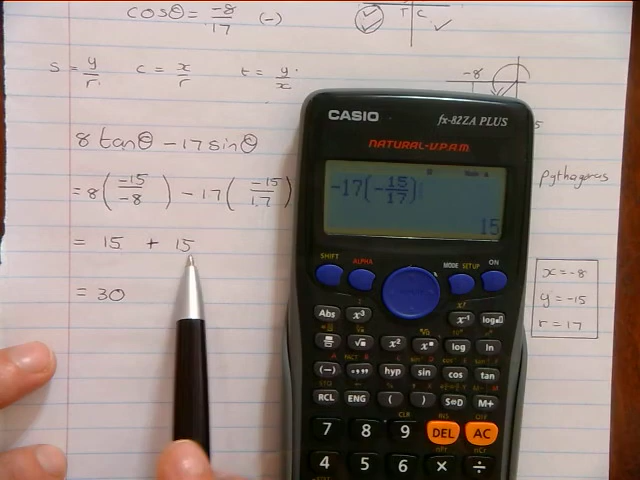 cosθ = -8/17 (-)
T | C
s = y/r c = x/r t = y/x
-8
8 tanθ - 17 sinθ
= 8(-15/-8) - 17(-15/17)
= 15 + 15
= 30
pythagoras
x = -8
y = -15
r = 17
CASIO fx-82ZA PLUS
NATURAL-V.P.A.M.
-17(-15/17)
15
SHIFT ALPHA MODE SETUP ON
Abs x³ x⁻¹ log
√ x² log ln
(-) hyp sin cos tan
RCL ENG ( ) S⇔D M+
7 8 9 DEL AC
4 5 6 × ÷